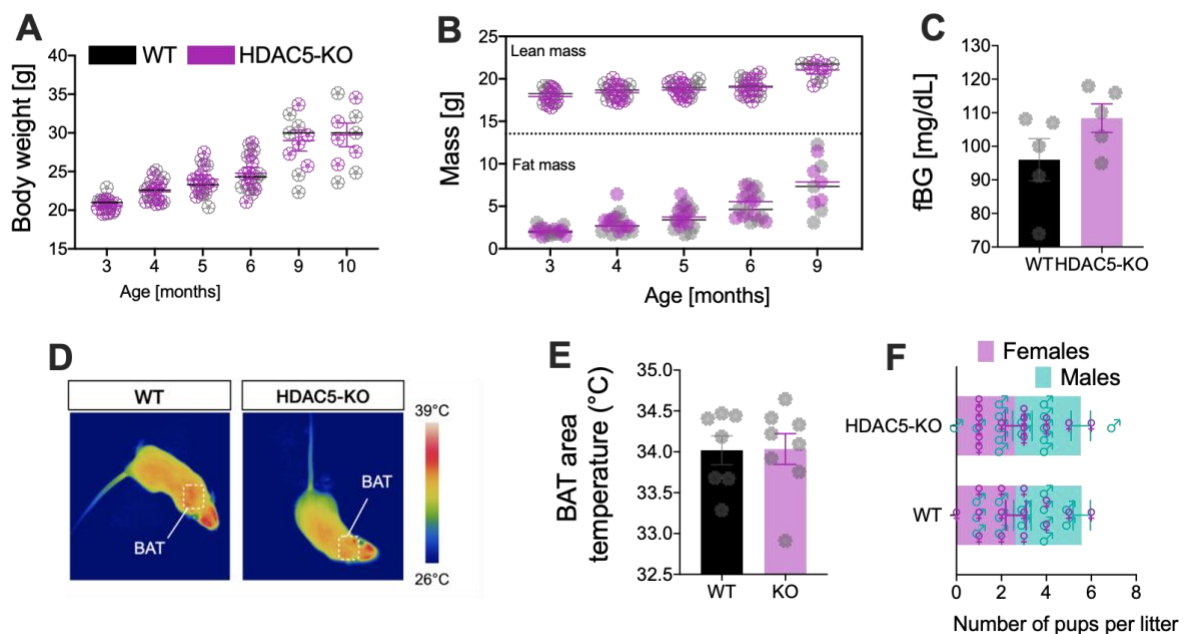 A
WT HDAC5-KO
Body weight [g]
40
35
30
25
20
15
3 4 5 6 9 10
Age [months]
B
Mass [g]
25
20
15
10
5
0
Lean mass
Fat mass
3 4 5 6 9
Age [months]
C
fBG [mg/dL]
130
120
110
100
90
80
70
WT HDAC5-KO
D
WT HDAC5-KO
BAT
BAT
39°C
26°C
E
BAT area
temperature (°C)
35.0
34.5
34.0
33.5
33.0
32.5
WT KO
F
Females
Males
HDAC5-KO
WT
0 2 4 6 8
Number of pups per litter